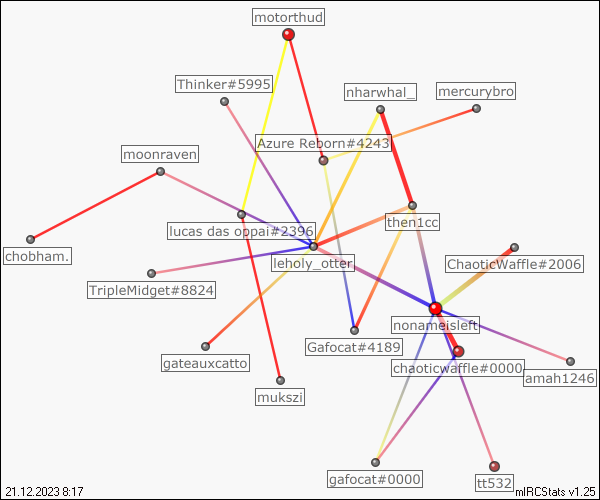 motorthud
Thinker#5995
nharwhal_
mercurybro
Azure Reborn#4243
moonraven
then1cc
lucas das oppai#2396
chobham.
leholy_otter
ChaoticWaffle#2006
TripleMidget#8824
nonameisleft
Gafocat#4189
gateauxcatto
chaoticwaffle#0000
amah1246
mukszi
gafocat#0000
tt532
21.12.2023 8:17
mIRCStats v1.25